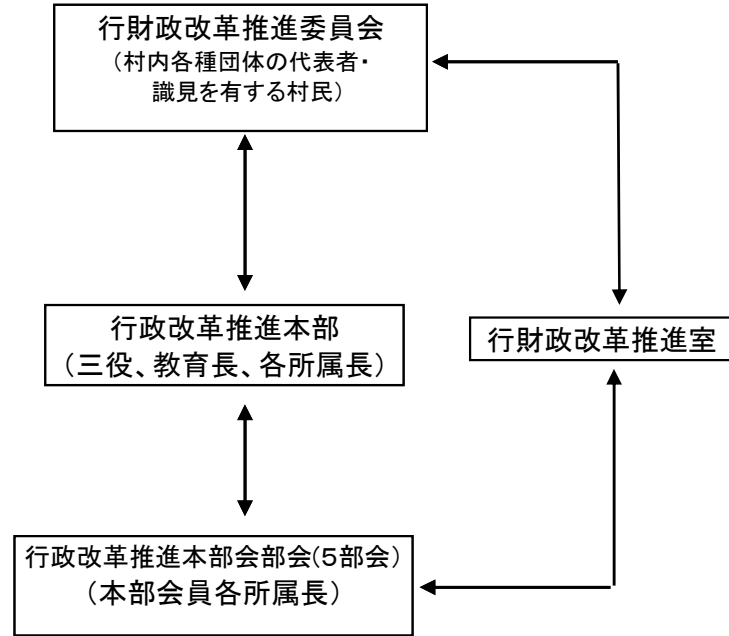 行財政改革推進委員会
（村内各種団体の代表者・
識見を有する村民）
行政改革推進本部
（三役、教育長、各所属長）
行財政改革推進室
行政改革推進本部会部会(５部会）
（本部会員各所属長）